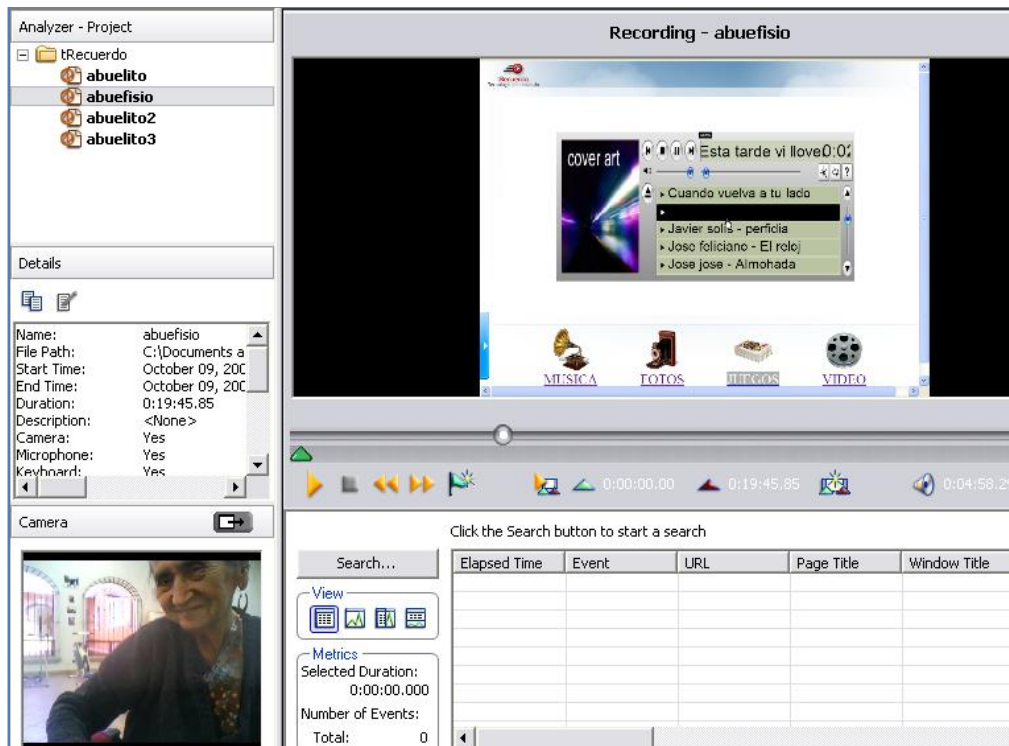 Analyzer - Project
tRecuerdo
abuelito
abuefisio
abuelito2
abuelito3
Details
Name: abuefisio
File Path: C:\Documents a
Start Time: October 09, 200
End Time: October 09, 200
Duration: 0:19:45.85
Description: <None>
Camera: Yes
Microphone: Yes
Keyboard: Yes
Camera
Recording - abuefisio
cover art
Esta tarde vi llove 0:02
Cuando vuelva a tu lado
Javier solis - perfidia
Jose feliciano - El reloj
Jose jose - Almohada
MUSICA FOTOS JUEGOS VIDEO
0:00:00.00 0:19:45.85 0:04:58.29
Click the Search button to start a search
Search...
Elapsed Time Event URL Page Title Window Title
View
Metrics
Selected Duration:
0:00:00.000
Number of Events:
Total: 0